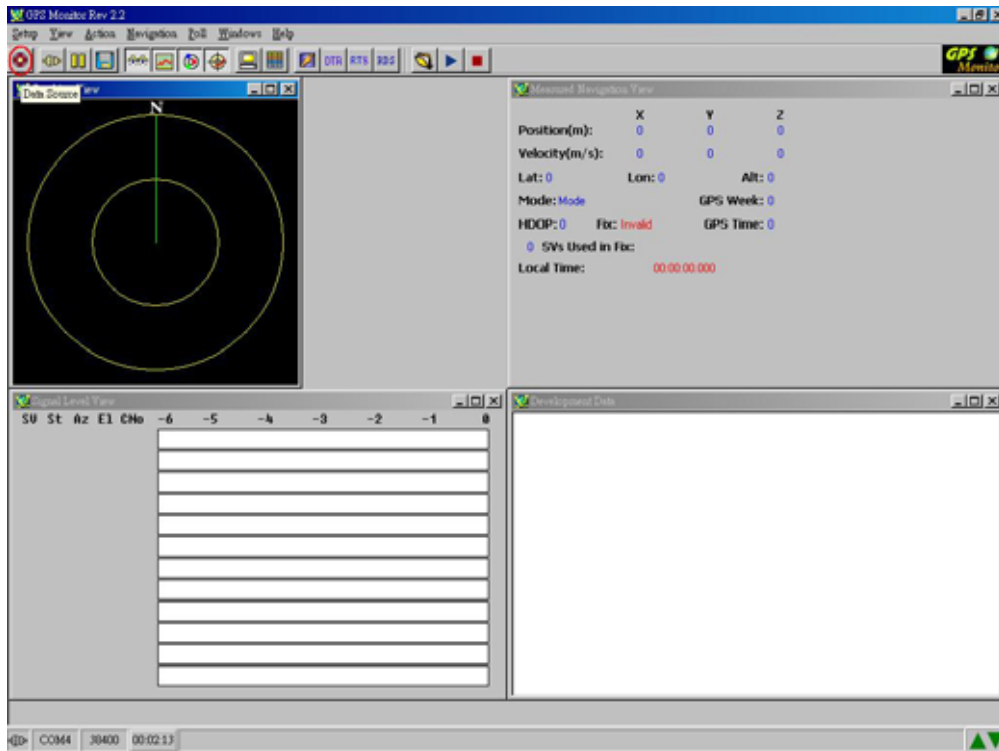 GPS Monitor Rev 2.2
Setup View Action Navigation Poll Windows Help
DTR RTS RDS
GPS
Monitor
Data Source
View
N
Measured Navigation View
X Y Z
Position(m): 0 0 0
Velocity(m/s): 0 0 0
Lat: 0 Lon: 0 Alt: 0
Mode: Mode GPS Week: 0
HDOP: 0 Fix: Invalid GPS Time: 0
0 SVs Used in Fix:
Local Time: 00:00:00.000
Signal Level View
SV St Az El CNo -6 -5 -4 -3 -2 -1 0
Development Data
COM4 38400 00:02:13